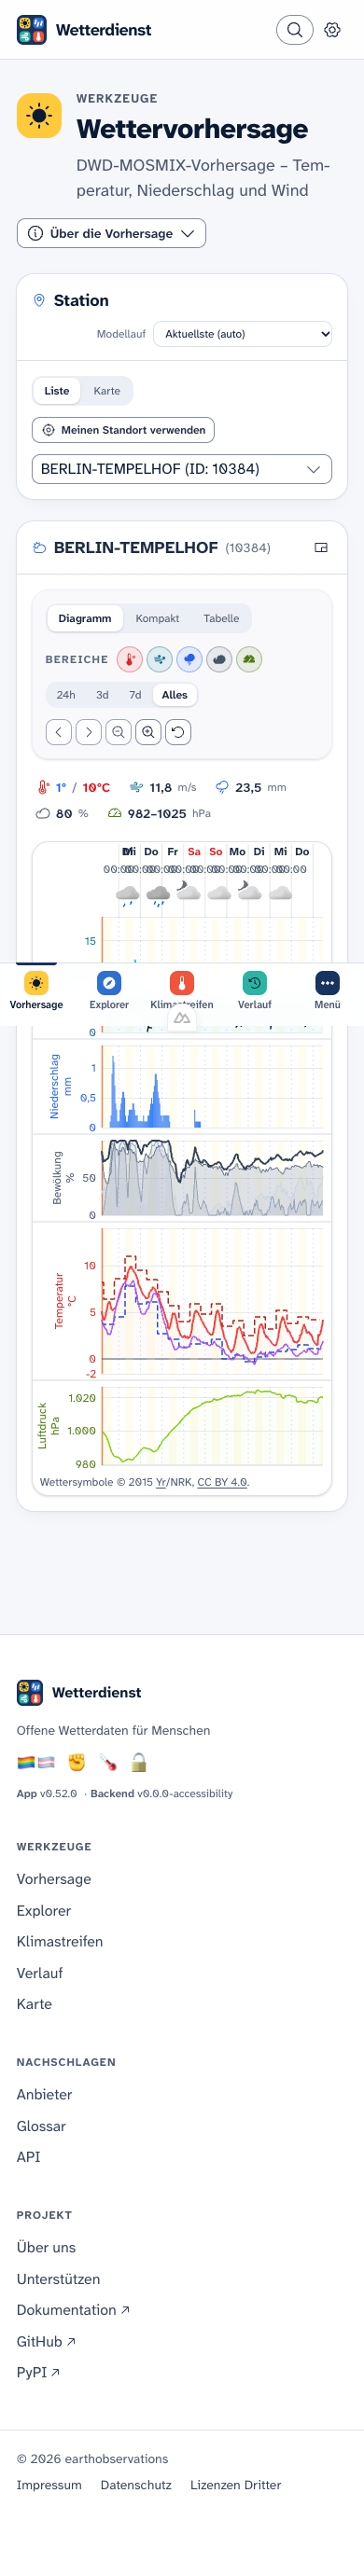 Wetterdienst
WERKZEUGE
Wettervorhersage
DWD-MOSMIX-Vorhersage – Tem-
peratur, Niederschlag und Wind
Über die Vorhersage
Station
Modellauf Aktuellste (auto)
Liste Karte
Meinen Standort verwenden
BERLIN-TEMPELHOF (ID: 10384)
BERLIN-TEMPELHOF (10384)
Diagramm Kompakt Tabelle
BEREICHE
24h 3d 7d Alles
1° / 10°C 11,8 m/s 23,5 mm
80 % 982–1025 hPa
Mi Do Fr Sa So Mo Di Mi Do
15
Vorhersage Explorer Klimastreifen Verlauf Menü
0
Niederschlag
mm
1
0,5
0
Bewölkung
%
50
0
Temperatur
°C
10
5
0
-2
Luftdruck
hPa
1.020
1.000
980
Wettersymbole © 2015 Yr/NRK, CC BY 4.0.
Wetterdienst
Offene Wetterdaten für Menschen
App v0.52.0 · Backend v0.0.0-accessibility
WERKZEUGE
Vorhersage
Explorer
Klimastreifen
Verlauf
Karte
NACHSCHLAGEN
Anbieter
Glossar
API
PROJEKT
Über uns
Unterstützen
Dokumentation ↗
GitHub ↗
PyPI ↗
© 2026 earthobservations
Impressum Datenschutz Lizenzen Dritter